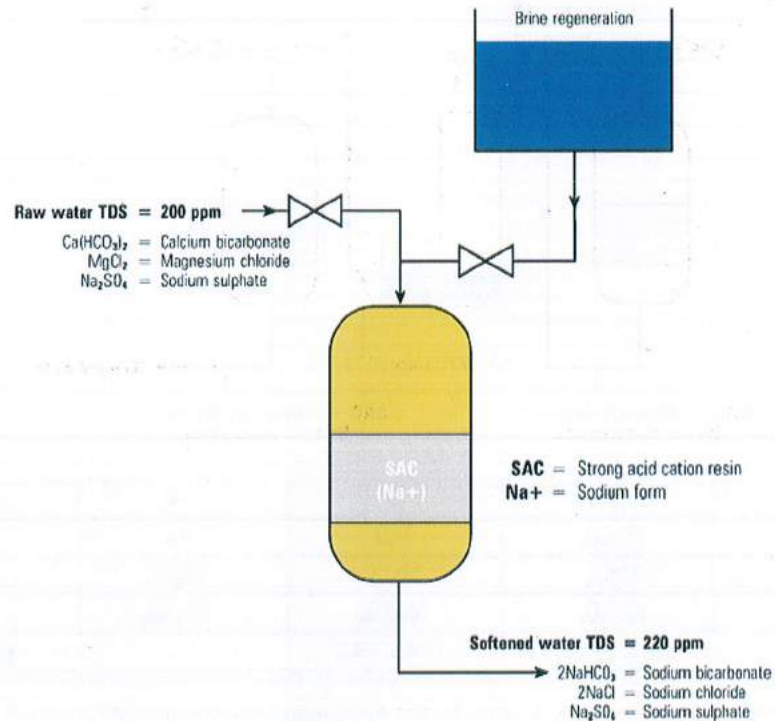 Brine regeneration
Raw water TDS = 200 ppm
Ca(HCO₃)₂ = Calcium bicarbonate
MgCl₂ = Magnesium chloride
Na₂SO₄ = Sodium sulphate
SAC
(Na+)
SAC = Strong acid cation resin
Na+ = Sodium form
Softened water TDS = 220 ppm
2NaHCO₃ = Sodium bicarbonate
2NaCl = Sodium chloride
Na₂SO₄ = Sodium sulphate